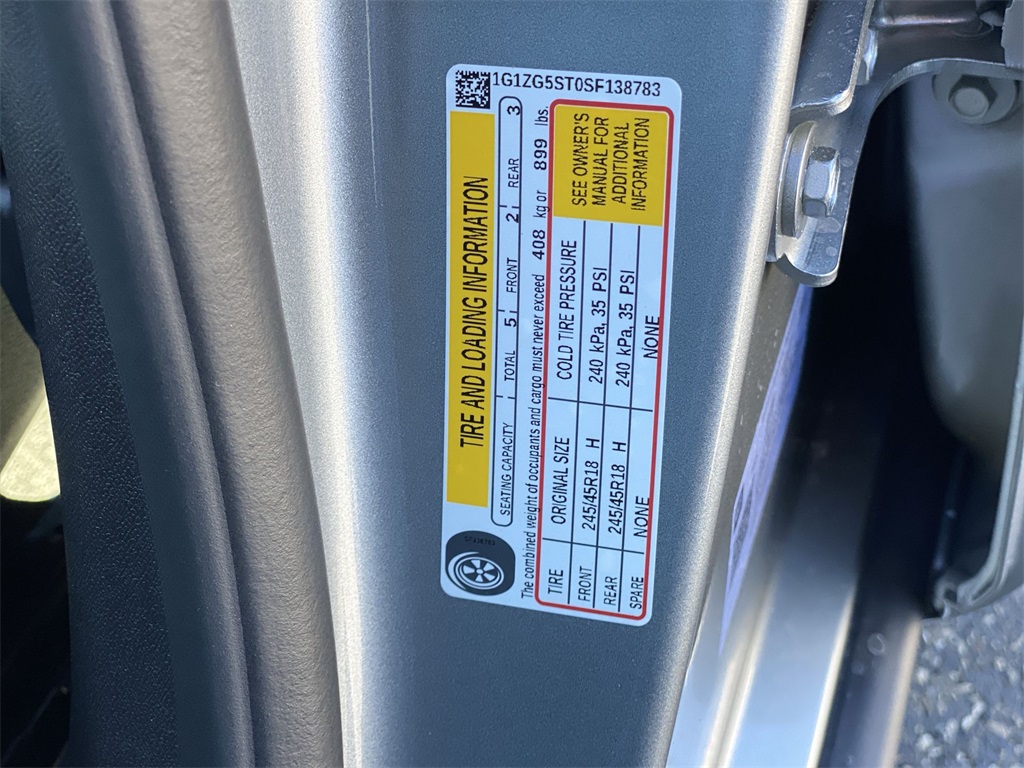 1G1ZG5ST0SF138783
TIRE AND LOADING INFORMATION
SEATING CAPACITY TOTAL 5 FRONT 2 REAR 3
The combined weight of occupants and cargo must never exceed 408 kg or 899 lbs.
TIRE ORIGINAL SIZE COLD TIRE PRESSURE
FRONT 245/45R18 H 240 kPa, 35 PSI
REAR 245/45R18 H 240 kPa, 35 PSI
SPARE NONE NONE
SEE OWNER'S
MANUAL FOR
ADDITIONAL
INFORMATION